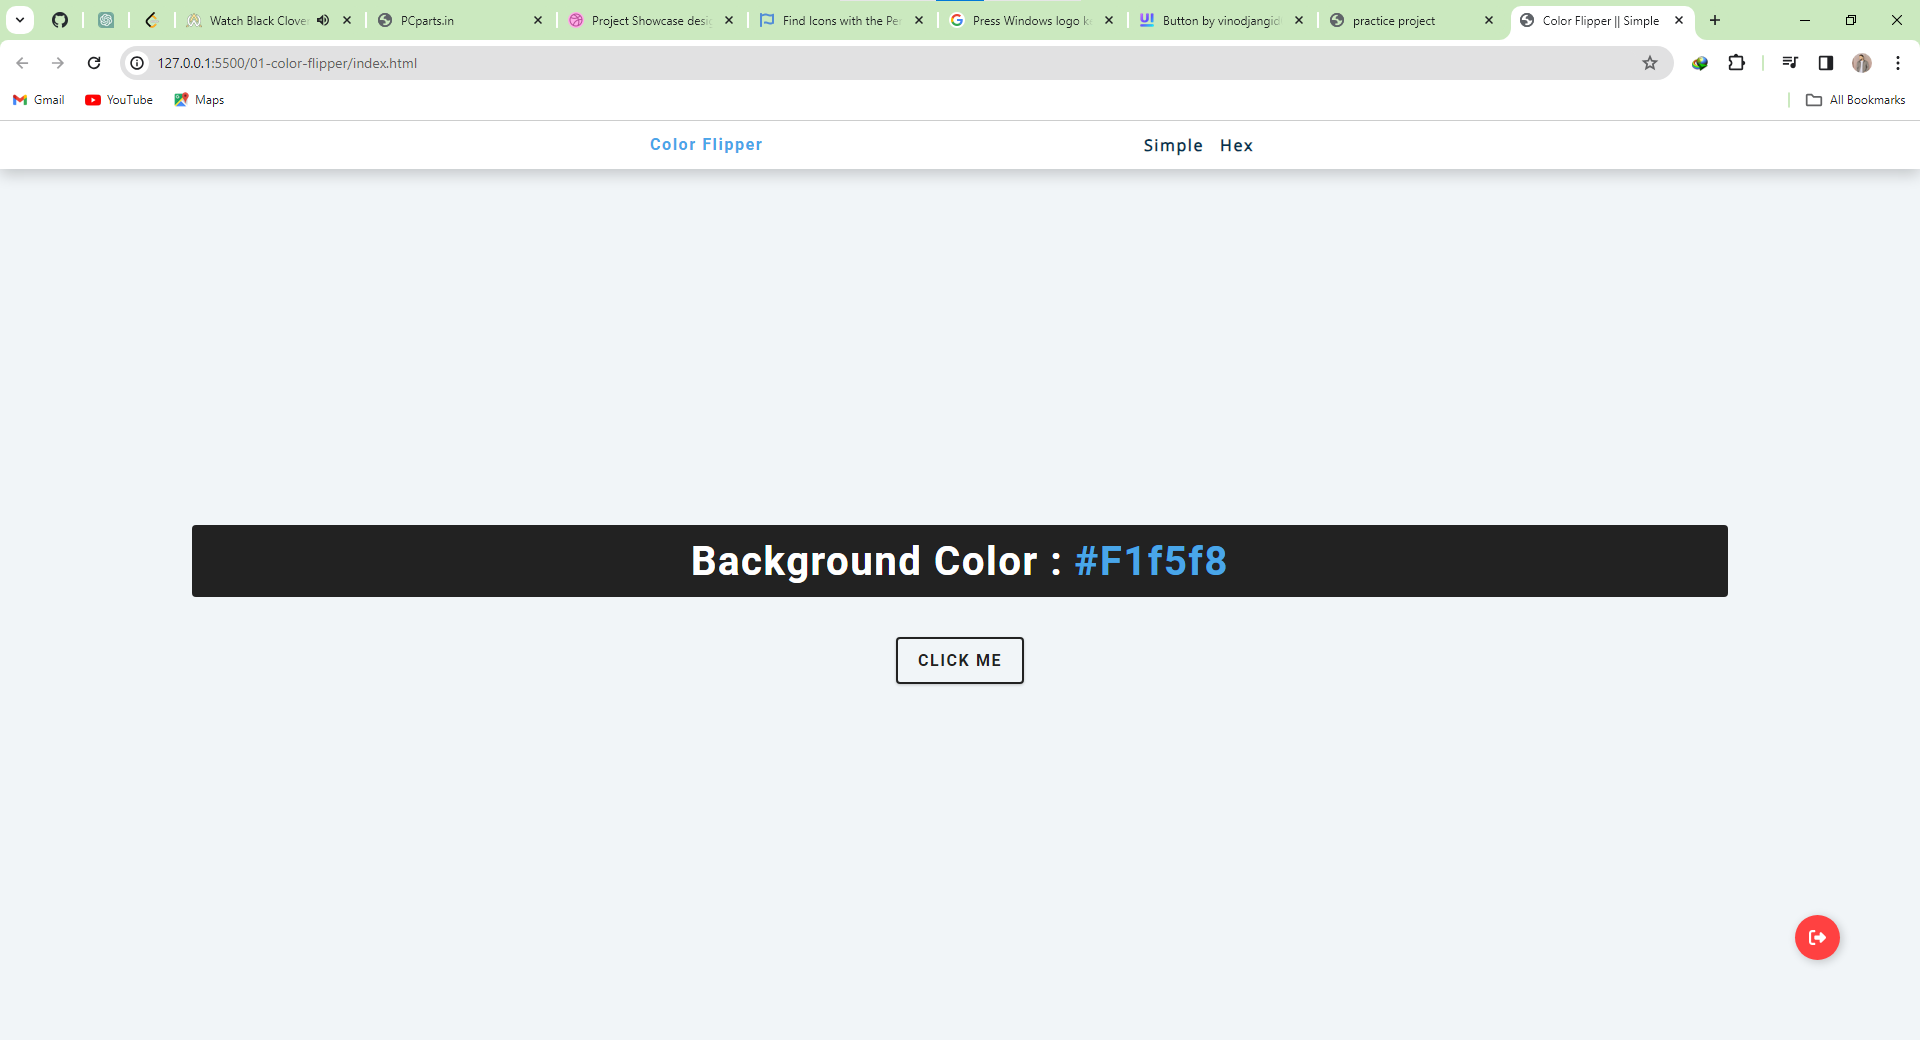 Watch Black Clove
PCparts.in
Project Showcase desi
Find Icons with the Per
Press Windows logo k
Button by vinodjangid
practice project
Color Flipper || Simple
127.0.0.1:5500/01-color-flipper/index.html
Gmail
YouTube
Maps
All Bookmarks
Color Flipper
Simple
Hex
Background Color : #F1f5f8
CLICK ME